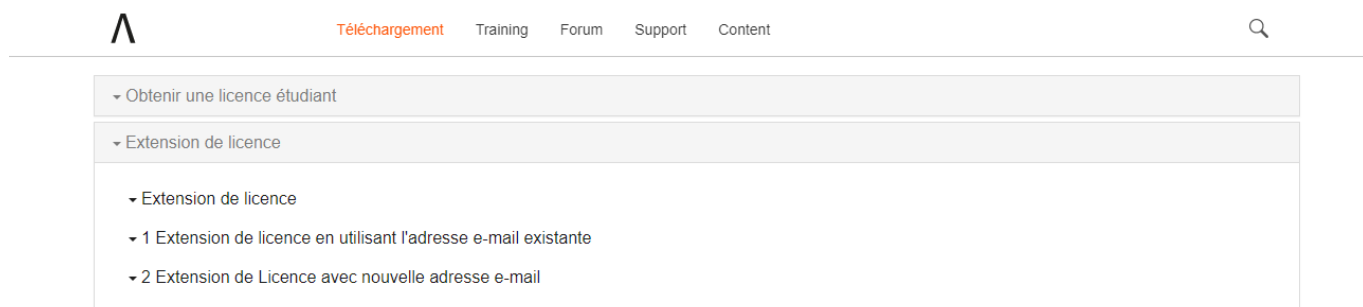 Téléchargement Training Forum Support Content
Obtenir une licence étudiant
Extension de licence
Extension de licence
1 Extension de licence en utilisant l'adresse e-mail existante
2 Extension de Licence avec nouvelle adresse e-mail